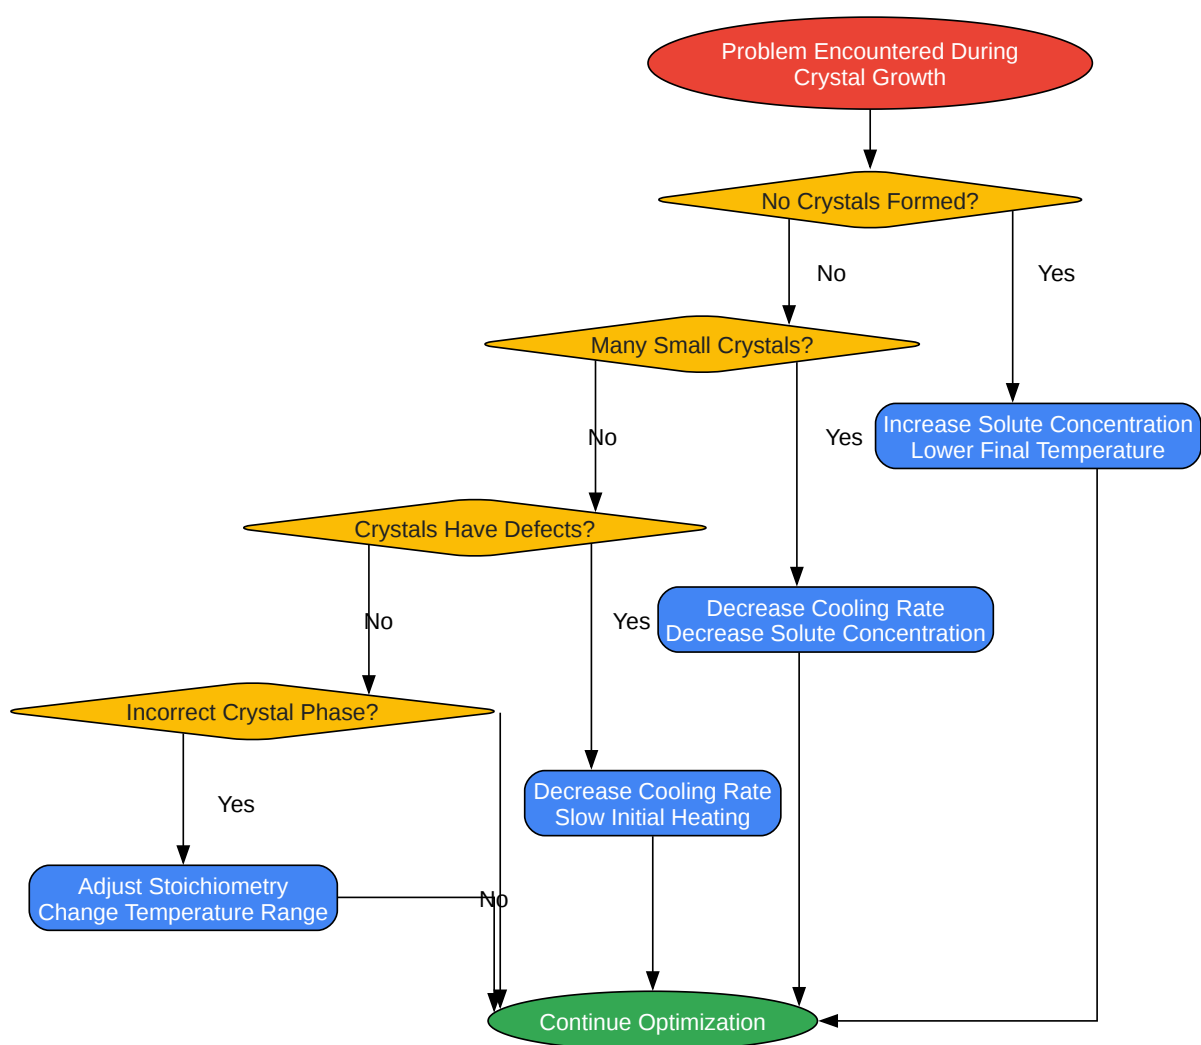 Problem Encountered During
Crystal Growth
No Crystals Formed?
No
Yes
Many Small Crystals?
Increase Solute Concentration
Lower Final Temperature
No
Yes
Crystals Have Defects?
Decrease Cooling Rate
Decrease Solute Concentration
No
Yes
Incorrect Crystal Phase?
Decrease Cooling Rate
Slow Initial Heating
Yes
Adjust Stoichiometry
Change Temperature Range
No
Continue Optimization